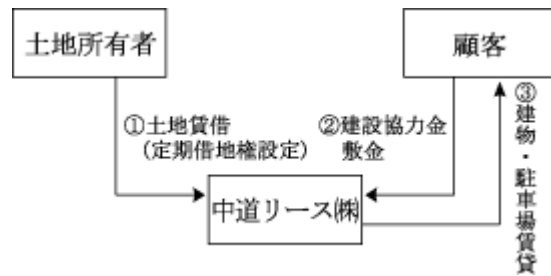 土地所有者
顧客
①土地賃借
(定期借地権設定)
②建設協力金
敷金
③建物・駐車場賃貸
中道リース㈱